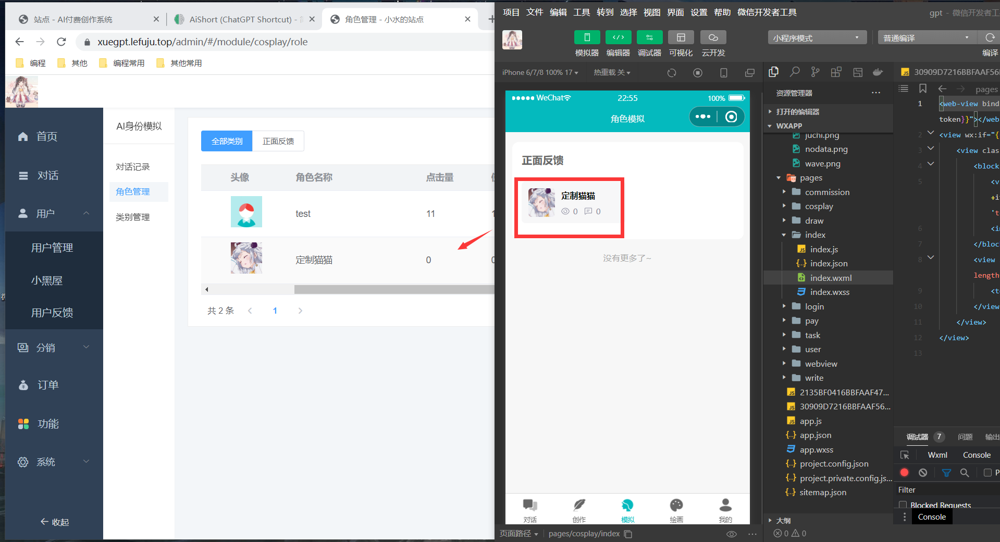 站点 - AI付费创作系统
AiShort (ChatGPT Shortcut) -
角色管理 - 小水的站点
xuegpt.lefuju.top/admin/#/module/cosplay/role
编程
其他
编程常用
其他常用
首页
对话
用户
用户管理
小黑屋
用户反馈
分销
订单
功能
系统
收起
AI身份模拟
对话记录
角色管理
类别管理
全部类别
正面反馈
头像
角色名称
点击量
test
11
定制猫猫
0
共 2 条
1
项目 文件 编辑 工具 转到 选择 视图 界面 设置 帮助 微信开发者工具
gpt - 微信开发者工
模拟器
编辑器
调试器
可视化
云开发
小程序模式
普通编译
编译
iPhone 6/7/8 100% 17
热重载 关
WeChat
22:55
100%
角色模拟
正面反馈
定制猫猫
0
0
没有更多了~
对话
创作
模拟
绘画
我的
页面路径
pages/cosplay/index
资源管理器
打开的编辑器
WXAPP
juchi.png
nodata.png
wave.png
pages
commission
cosplay
draw
index
index.js
index.json
index.wxml
index.wxss
login
pay
task
user
webview
write
2135BF0416BBFAAF47...
30909D7216BBFAAF56...
app.js
app.json
app.wxss
project.config.json
project.private.config.js...
sitemap.json
大纲
0
0
30909D7216BBFAAF56
pages
1
<web-view bind
token}}"></web
2
<view wx:if="{
3
<view clas
4
<block
5
<v
+it
't
6
<in
7
</bloc
8
<view
length
9
<t
10
</view
11
</view>
12
</view>
13
调试器
7
问题
输出
Wxml
Console
P
Filter
Blocked Requests
Console